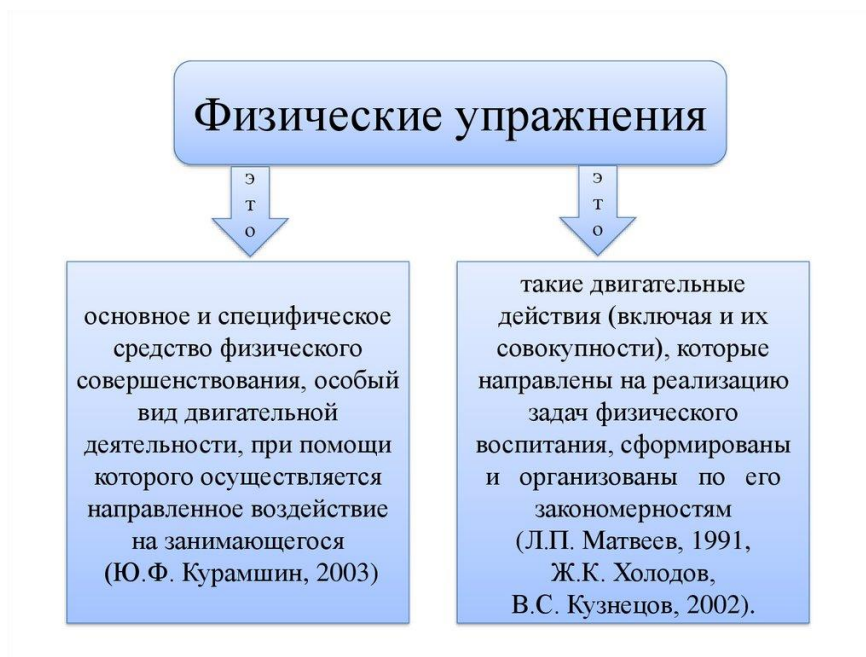 Физические упражнения
э
т
о
э
т
о
основное и специфическое
средство физического
совершенствования, особый
вид двигательной
деятельности, при помощи
которого осуществляется
направленное воздействие
на занимающегося
(Ю.Ф. Курамшин, 2003)
такие двигательные
действия (включая и их
совокупности), которые
направлены на реализацию
задач физического
воспитания, сформированы
и организованы по его
закономерностям
(Л.П. Матвеев, 1991,
Ж.К. Холодов,
В.С. Кузнецов, 2002).